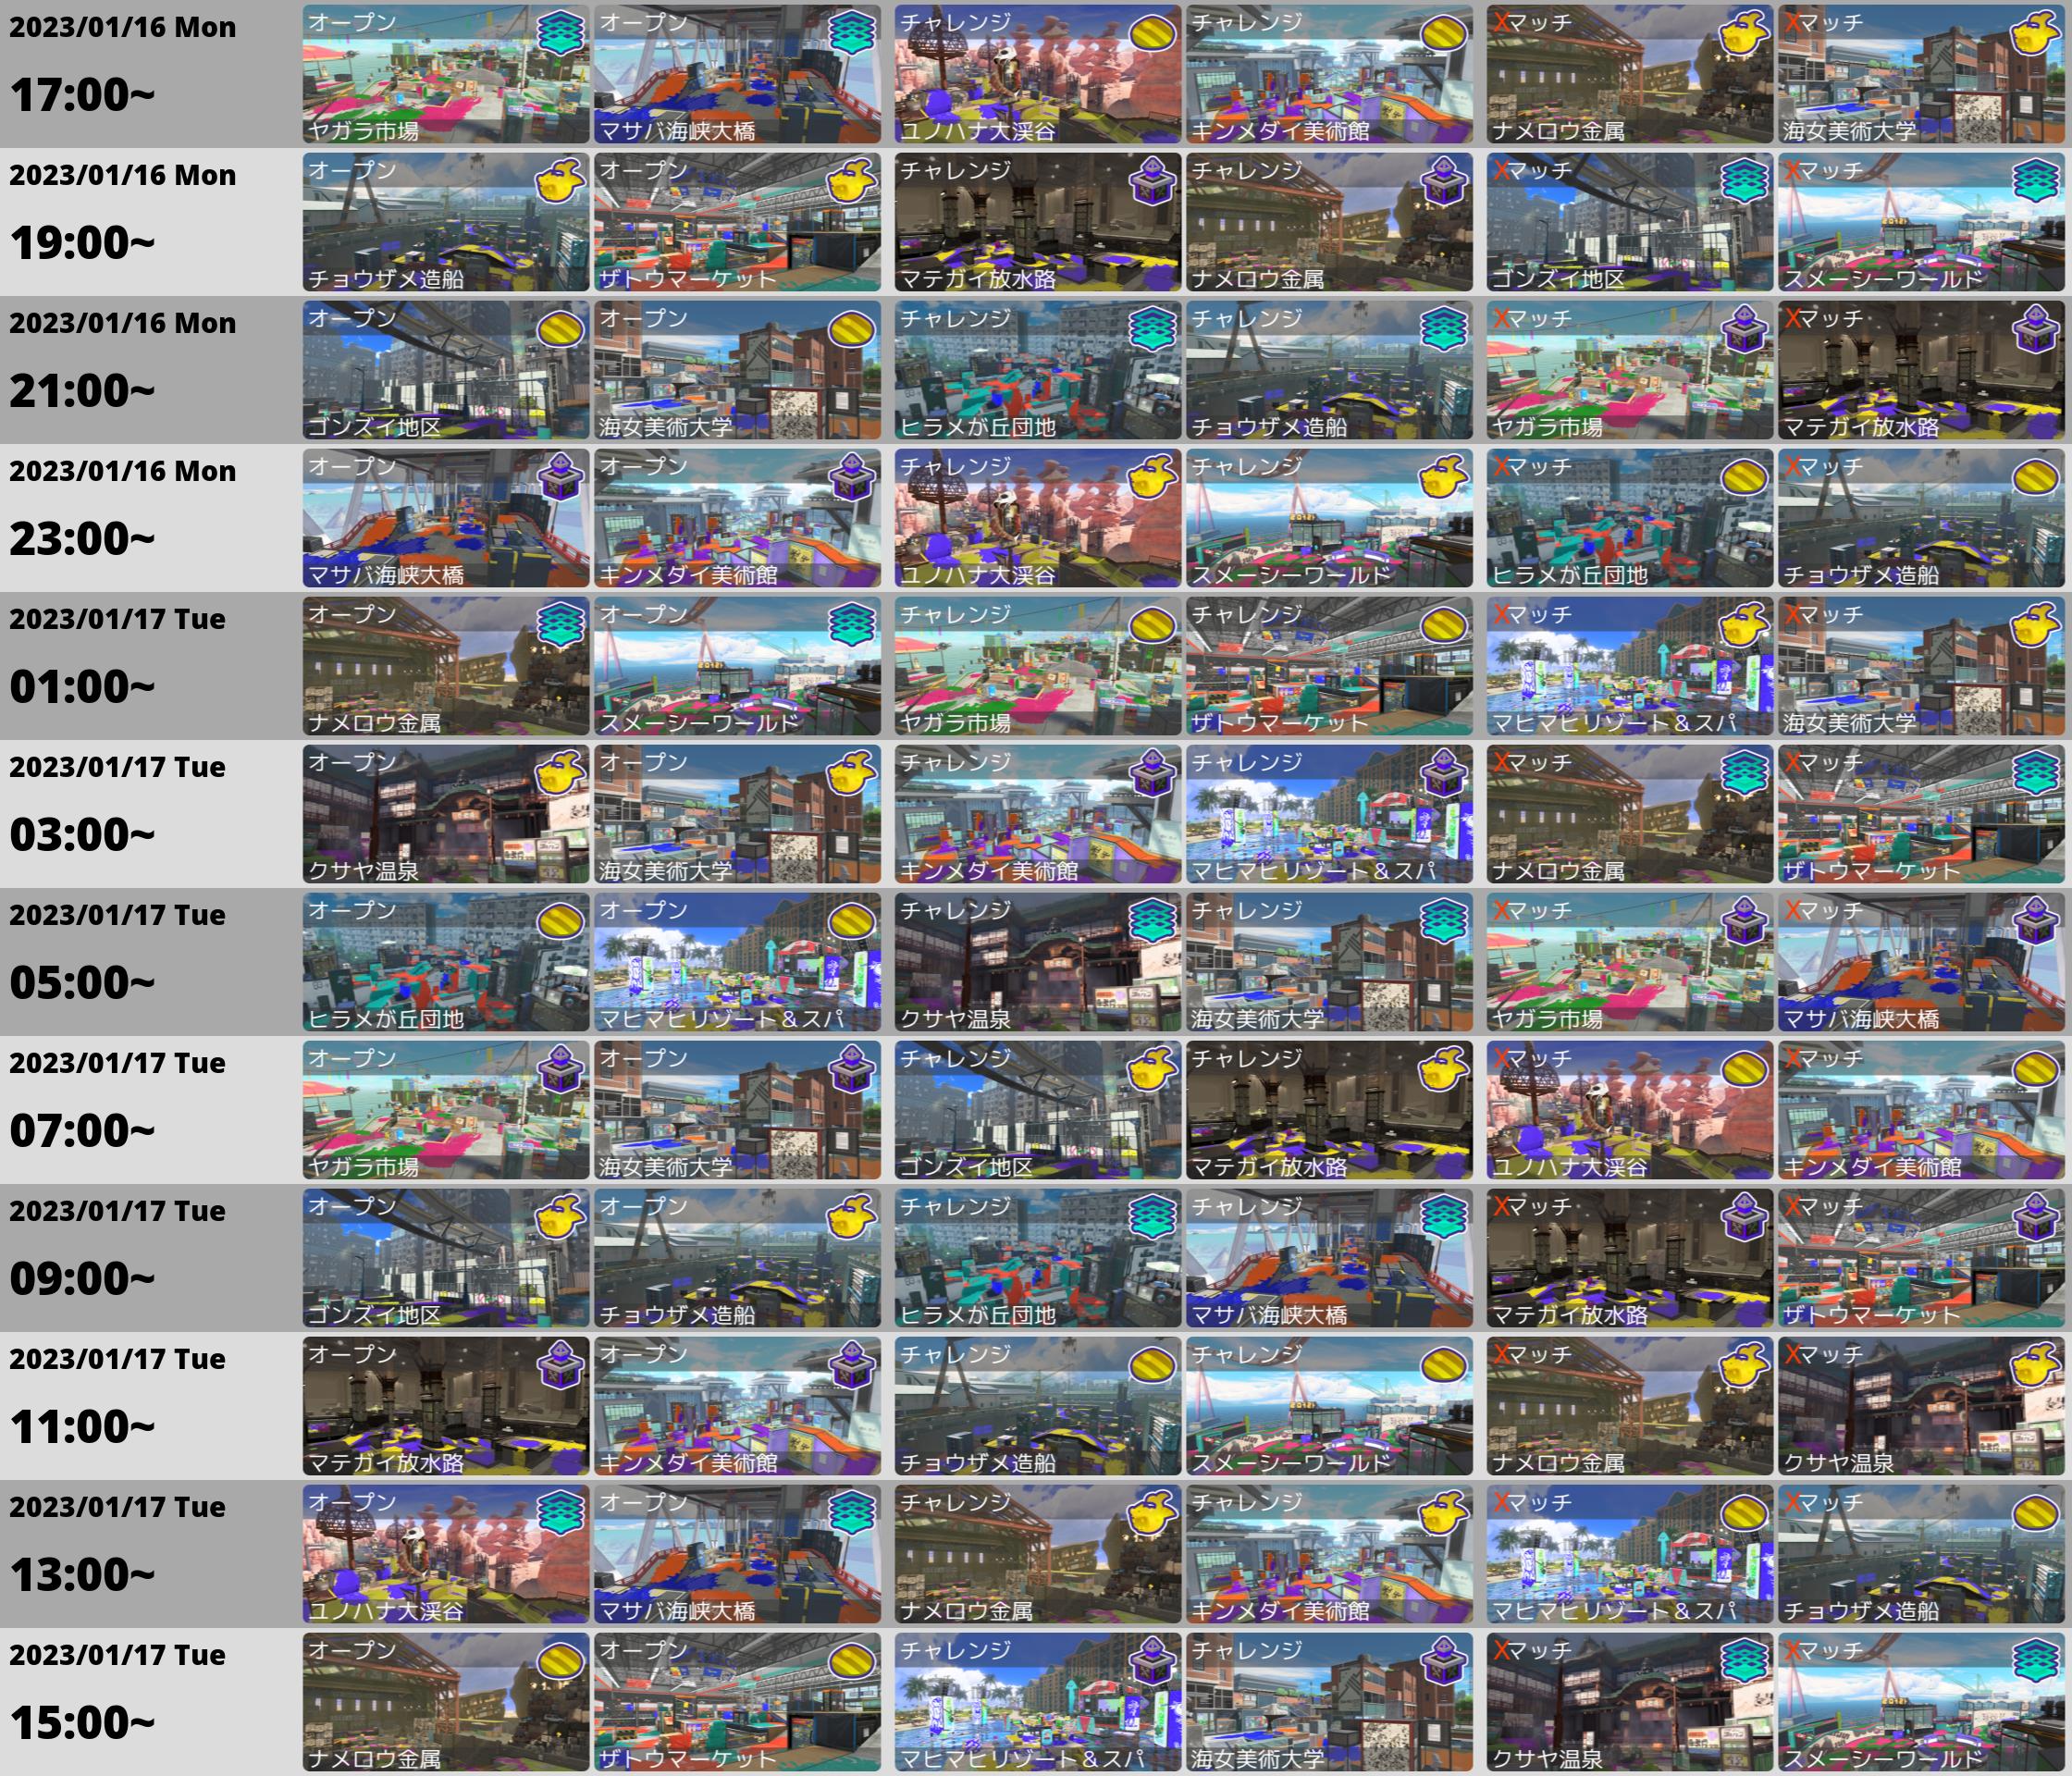 2023/01/16 Mon
17:00~
オープン
ヤガラ市場
オープン
マサバ海峡大橋
チャレンジ
ユノハナ大渓谷
チャレンジ
キンメダイ美術館
Xマッチ
ナメロウ金属
Xマッチ
海女美術大学
2023/01/16 Mon
19:00~
オープン
チョウザメ造船
オープン
ザトウマーケット
チャレンジ
マテガイ放水路
チャレンジ
ナメロウ金属
Xマッチ
ゴンズイ地区
Xマッチ
スメーシーワールド
2023/01/16 Mon
21:00~
オープン
ゴンズイ地区
オープン
海女美術大学
チャレンジ
ヒラメが丘団地
チャレンジ
チョウザメ造船
Xマッチ
ヤガラ市場
Xマッチ
マテガイ放水路
2023/01/16 Mon
23:00~
オープン
マサバ海峡大橋
オープン
キンメダイ美術館
チャレンジ
ユノハナ大渓谷
チャレンジ
スメーシーワールド
Xマッチ
ヒラメが丘団地
Xマッチ
チョウザメ造船
2023/01/17 Tue
01:00~
オープン
ナメロウ金属
オープン
スメーシーワールド
チャレンジ
ヤガラ市場
チャレンジ
ザトウマーケット
Xマッチ
マヒマヒリゾート＆スパ
Xマッチ
海女美術大学
2023/01/17 Tue
03:00~
オープン
クサヤ温泉
オープン
海女美術大学
チャレンジ
キンメダイ美術館
チャレンジ
マヒマヒリゾート＆スパ
Xマッチ
ナメロウ金属
Xマッチ
ザトウマーケット
2023/01/17 Tue
05:00~
オープン
ヒラメが丘団地
オープン
マヒマヒリゾート＆スパ
チャレンジ
クサヤ温泉
チャレンジ
海女美術大学
Xマッチ
ヤガラ市場
Xマッチ
マサバ海峡大橋
2023/01/17 Tue
07:00~
オープン
ヤガラ市場
オープン
海女美術大学
チャレンジ
ゴンズイ地区
チャレンジ
マテガイ放水路
Xマッチ
ユノハナ大渓谷
Xマッチ
キンメダイ美術館
2023/01/17 Tue
09:00~
オープン
ゴンズイ地区
オープン
チョウザメ造船
チャレンジ
ヒラメが丘団地
チャレンジ
マサバ海峡大橋
Xマッチ
マテガイ放水路
Xマッチ
ザトウマーケット
2023/01/17 Tue
11:00~
オープン
マテガイ放水路
オープン
キンメダイ美術館
チャレンジ
チョウザメ造船
チャレンジ
スメーシーワールド
Xマッチ
ナメロウ金属
Xマッチ
クサヤ温泉
2023/01/17 Tue
13:00~
オープン
ユノハナ大渓谷
オープン
マサバ海峡大橋
チャレンジ
ナメロウ金属
チャレンジ
キンメダイ美術館
Xマッチ
マヒマヒリゾート＆スパ
Xマッチ
チョウザメ造船
2023/01/17 Tue
15:00~
オープン
ナメロウ金属
オープン
ザトウマーケット
チャレンジ
マヒマヒリゾート＆スパ
チャレンジ
海女美術大学
Xマッチ
クサヤ温泉
Xマッチ
スメーシーワールド